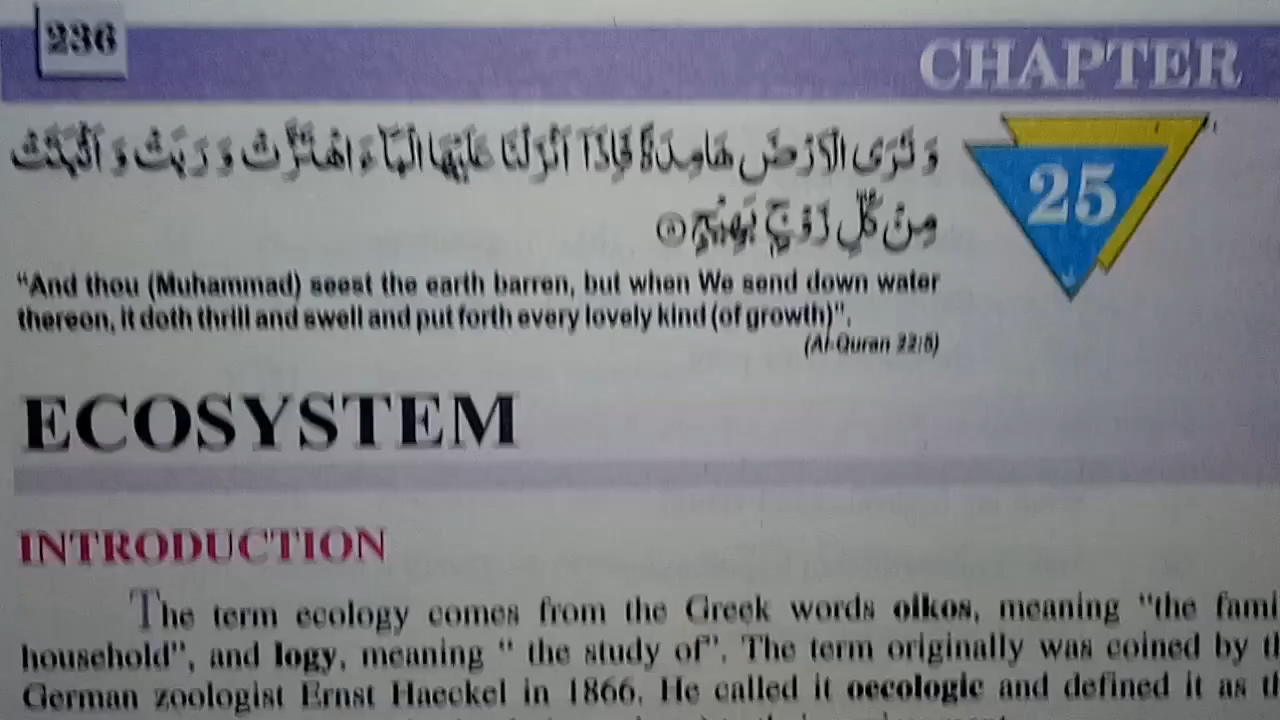 236
CHAPTER
25
وَ تَرَى الْاَرْضَ هَامِدَةً فَاِذَاۤ اَنْزَلْنَا عَلَيْهَا الْمَآءَ اهْتَزَّتْ وَ رَبَتْ وَ اَنْۢبَتَتْ
مِنْ كُلِّ زَوْجٍۭ بَهِيْجٍ
"And thou (Muhammad) seest the earth barren, but when We send down water
thereon, it doth thrill and swell and put forth every lovely kind (of growth)".
(Al-Quran 22:5)
ECOSYSTEM
INTRODUCTION
The term ecology comes from the Greek words oikos, meaning "the fami
household", and logy, meaning " the study of". The term originally was coined by th
German zoologist Ernst Haeckel in 1866. He called it oecologic and defined it as th